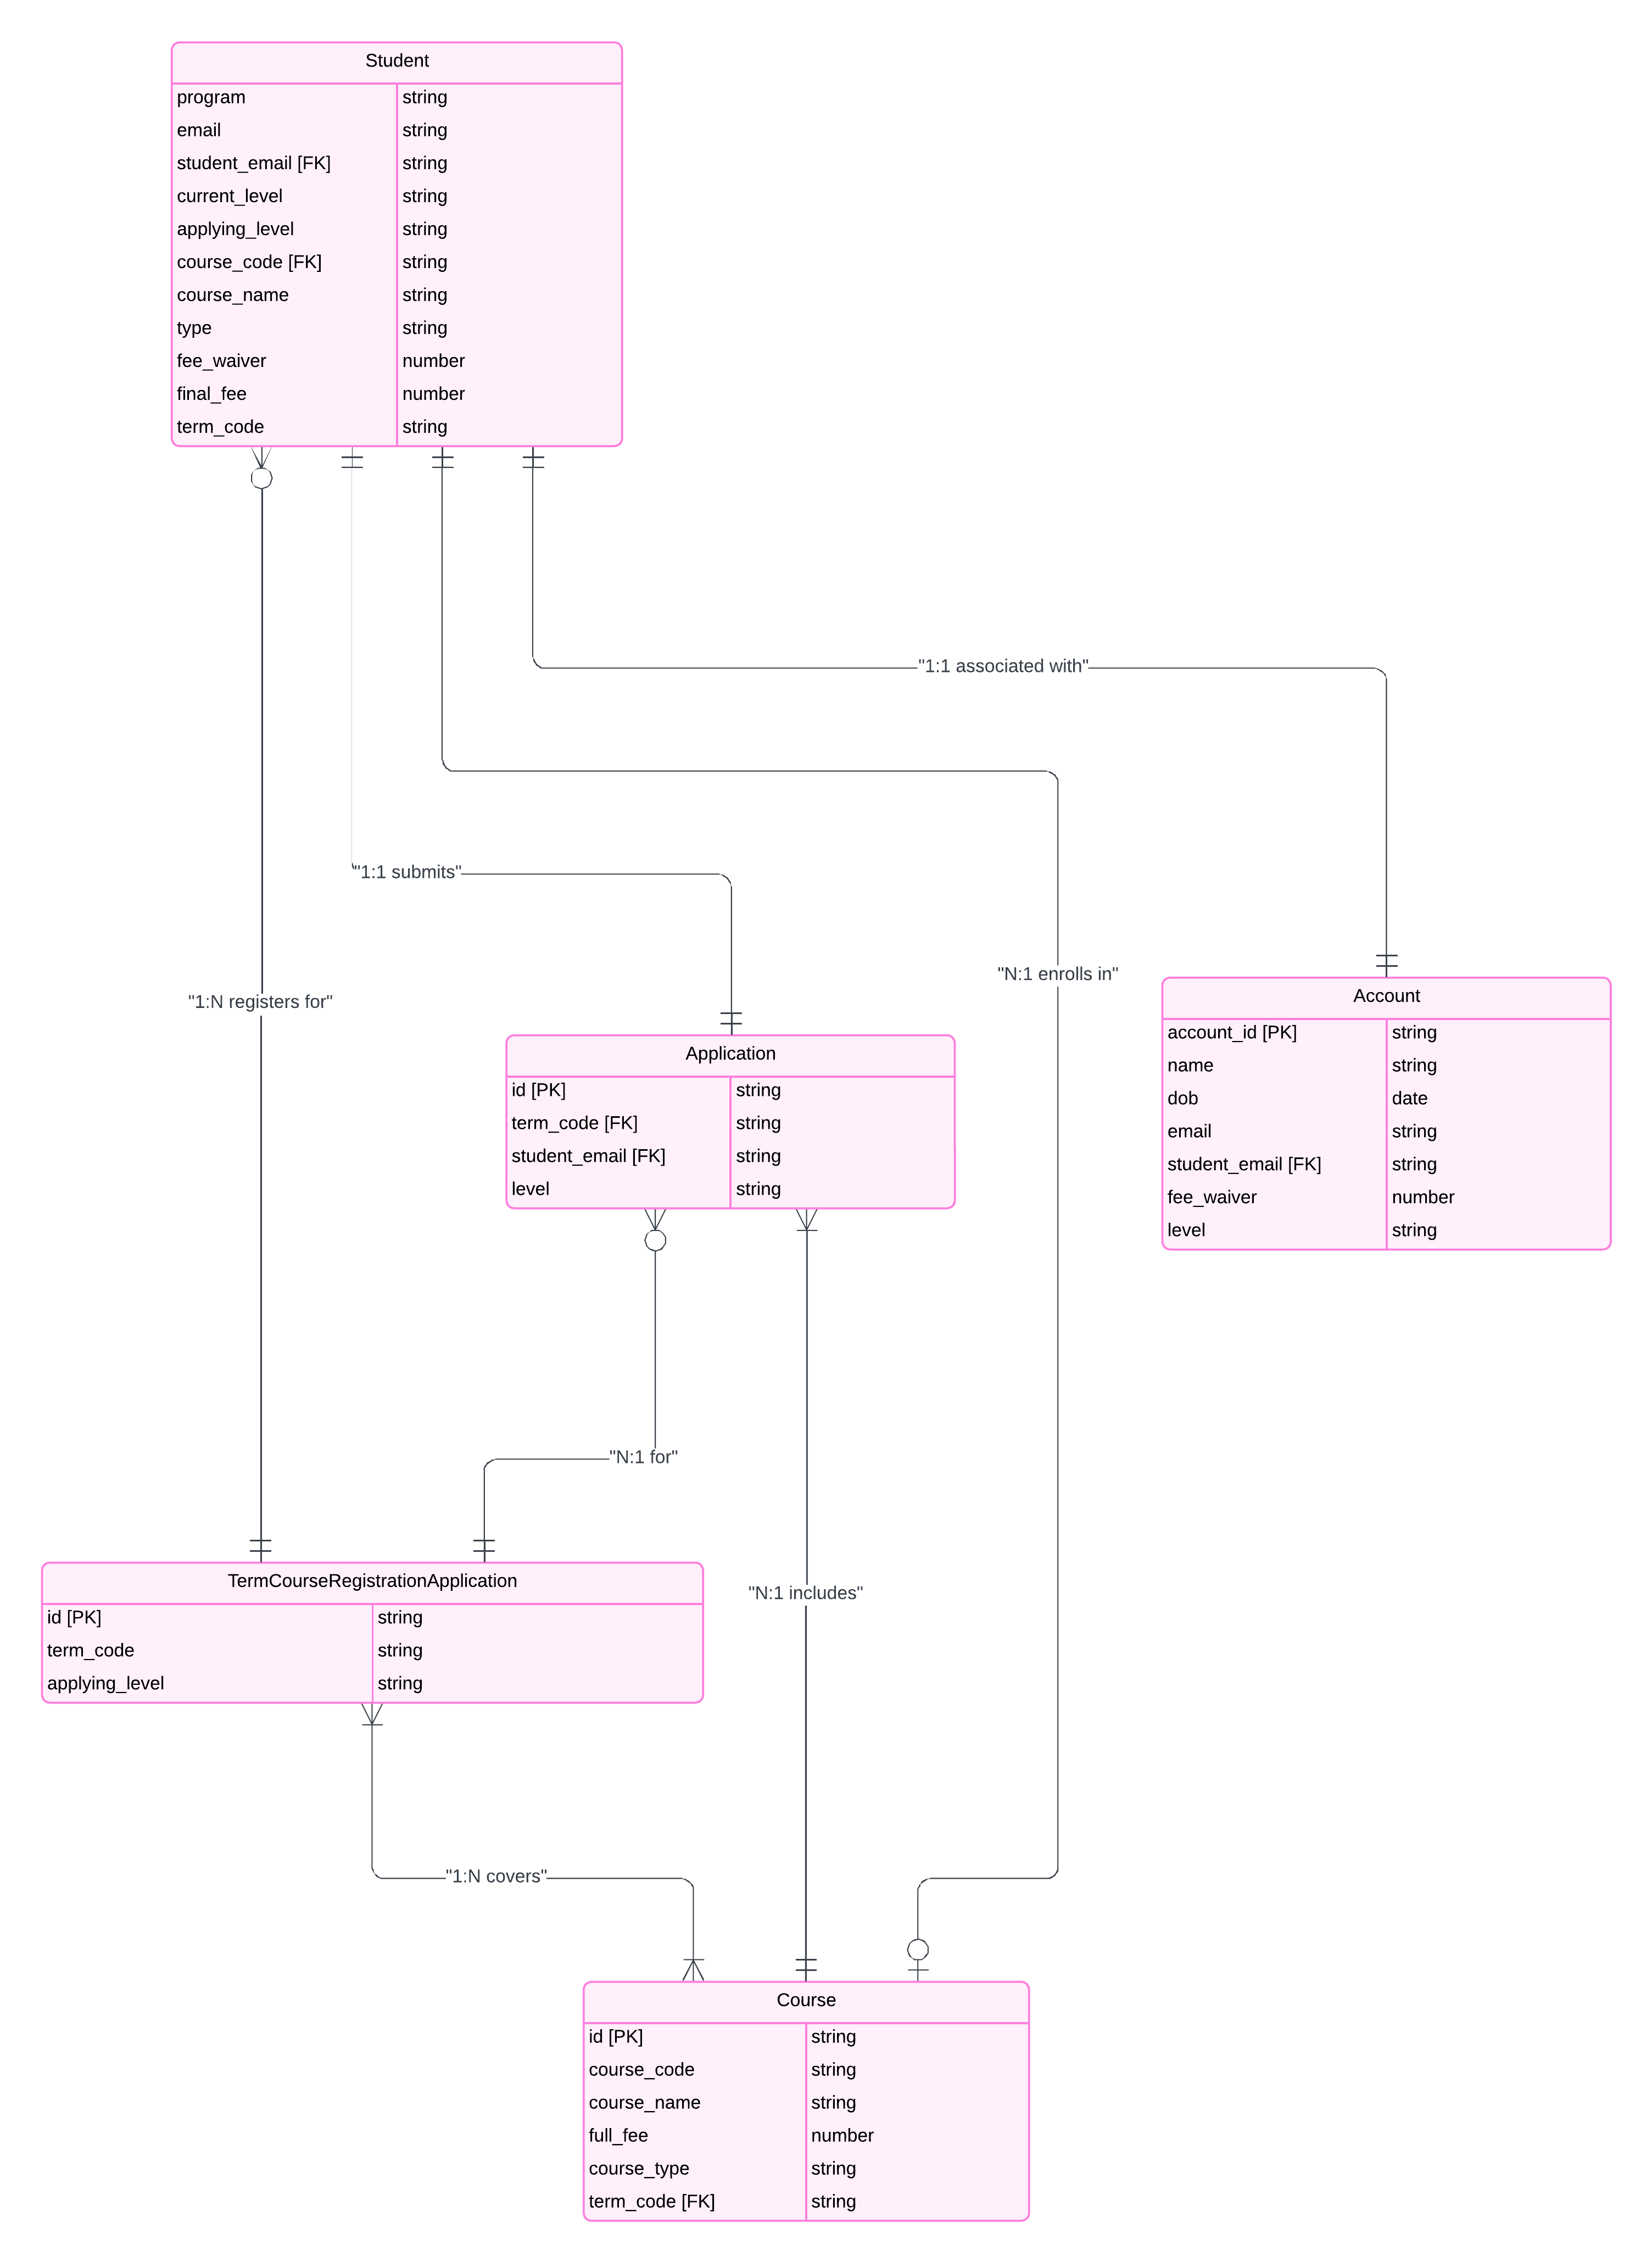 Student
program string
email string
student_email [FK] string
current_level string
applying_level string
course_code [FK] string
course_name string
type string
fee_waiver number
final_fee number
term_code string
"1:1 associated with"
"1:1 submits"
"N:1 enrolls in"
"1:N registers for"
Account
account_id [PK] string
name string
dob date
email string
student_email [FK] string
fee_waiver number
level string
Application
id [PK] string
term_code [FK] string
student_email [FK] string
level string
"N:1 for"
"N:1 includes"
TermCourseRegistrationApplication
id [PK] string
term_code string
applying_level string
"1:N covers"
Course
id [PK] string
course_code string
course_name string
full_fee number
course_type string
term_code [FK] string